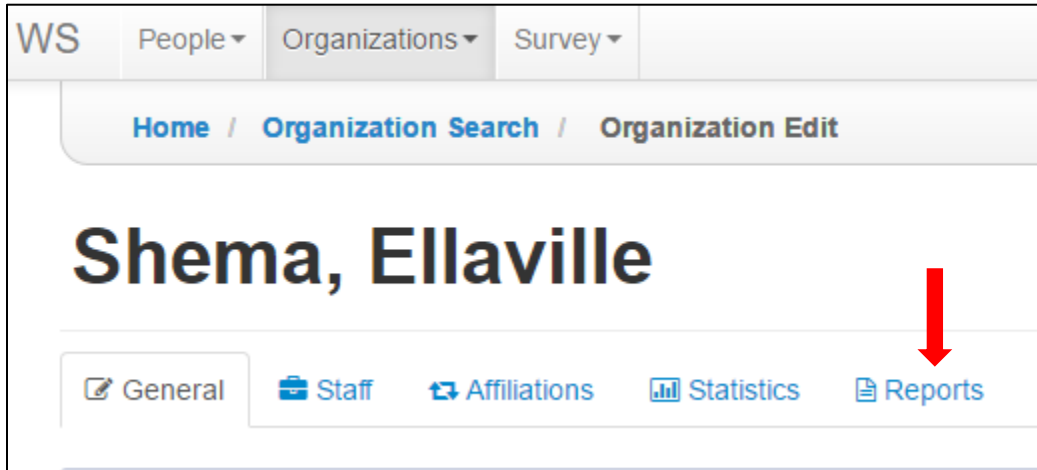 WS People Organizations Survey
Home / Organization Search / Organization Edit
Shema, Ellaville
General Staff Affiliations Statistics Reports